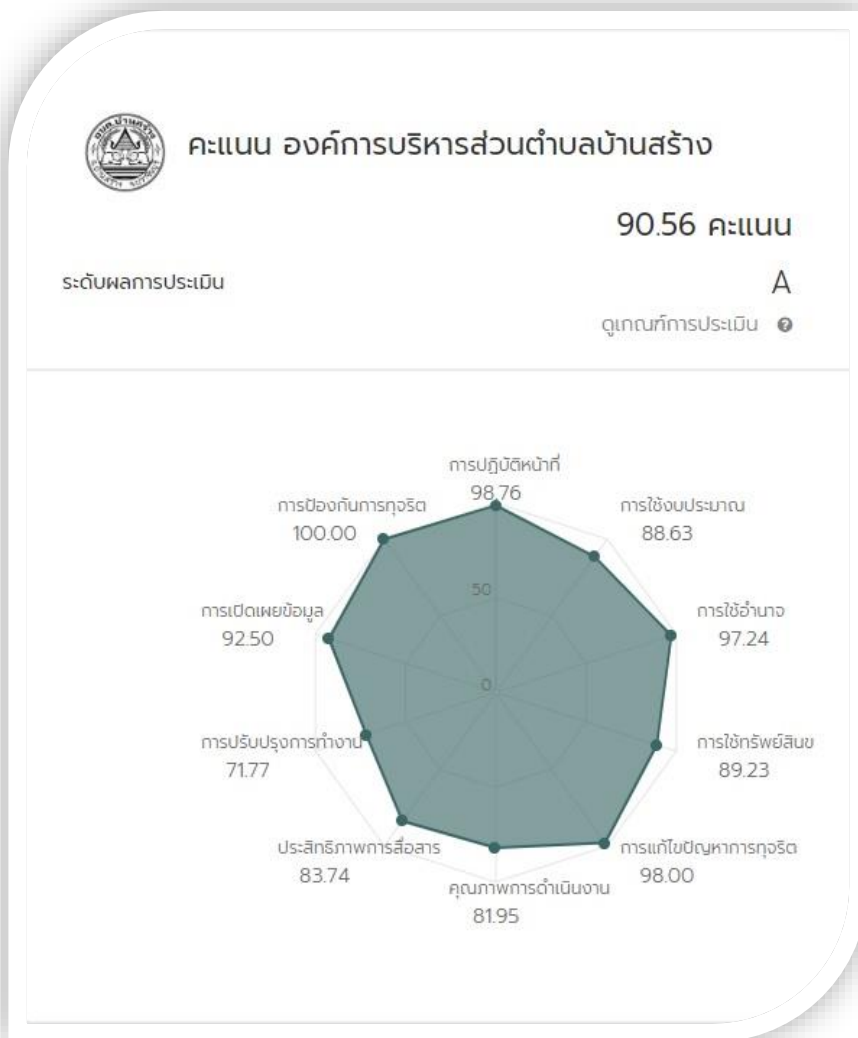 คะแนน องค์การบริหารส่วนตำบลบ้านสร้าง
90.56 คะแนน
ระดับผลการประเมิน
A
ดูเกณฑ์การประเมิน
การปฏิบัติหน้าที่
98.76
การใช้งบประมาณ
88.63
การใช้อำนาจ
97.24
การใช้ทรัพย์สินข
89.23
การแก้ไขปัญหาการทุจริต
98.00
คุณภาพการดำเนินงาน
81.95
ประสิทธิภาพการสื่อสาร
83.74
การปรับปรุงการทำงาน
71.77
การเปิดเผยข้อมูล
92.50
การป้องกันการทุจริต
100.00
50
0